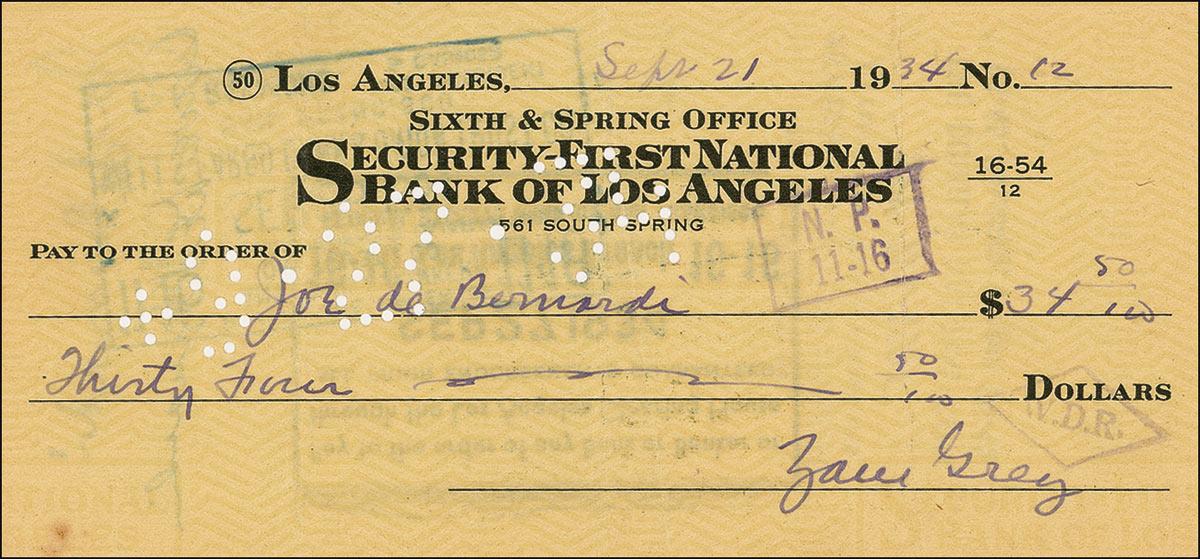 50 LOS ANGELES, Sept 21 1934 No. 12
SIXTH & SPRING OFFICE
SECURITY-FIRST NATIONAL
BANK OF LOS ANGELES
16-54
12
561 SOUTH SPRING
N. P.
11-16
PAY TO THE ORDER OF
Joe de Bernardi $34 50/100
Thirty Four 50/100 DOLLARS
W.D.R.
Zane Grey